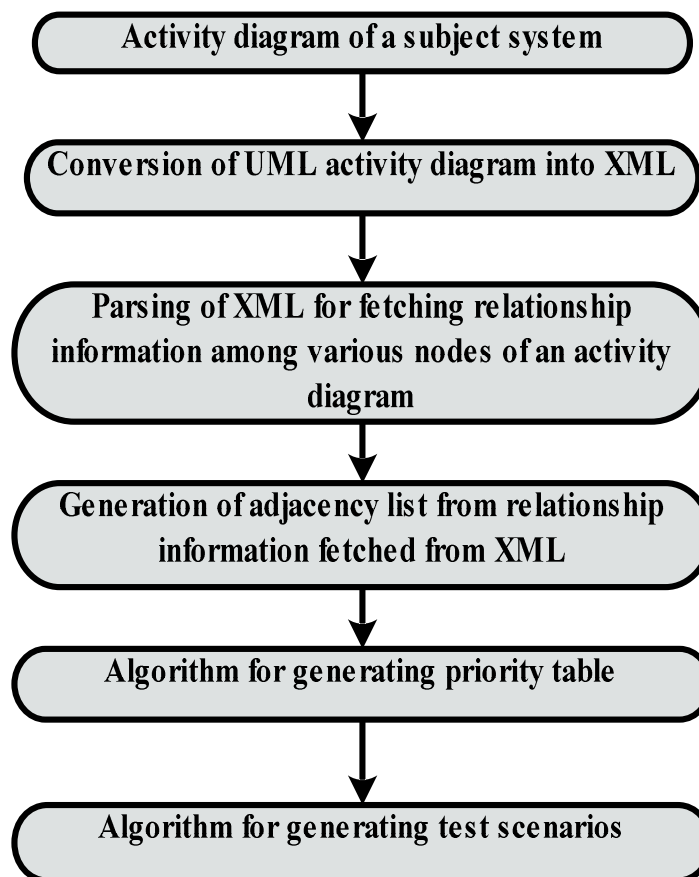 Activity diagram of a subject system
Conversion of UML activity diagram into XML
Parsing of XML for fetching relationship
information among various nodes of an activity
diagram
Generation of adjacency list from relationship
information fetched from XML
Algorithm for generating priority table
Algorithm for generating test scenarios